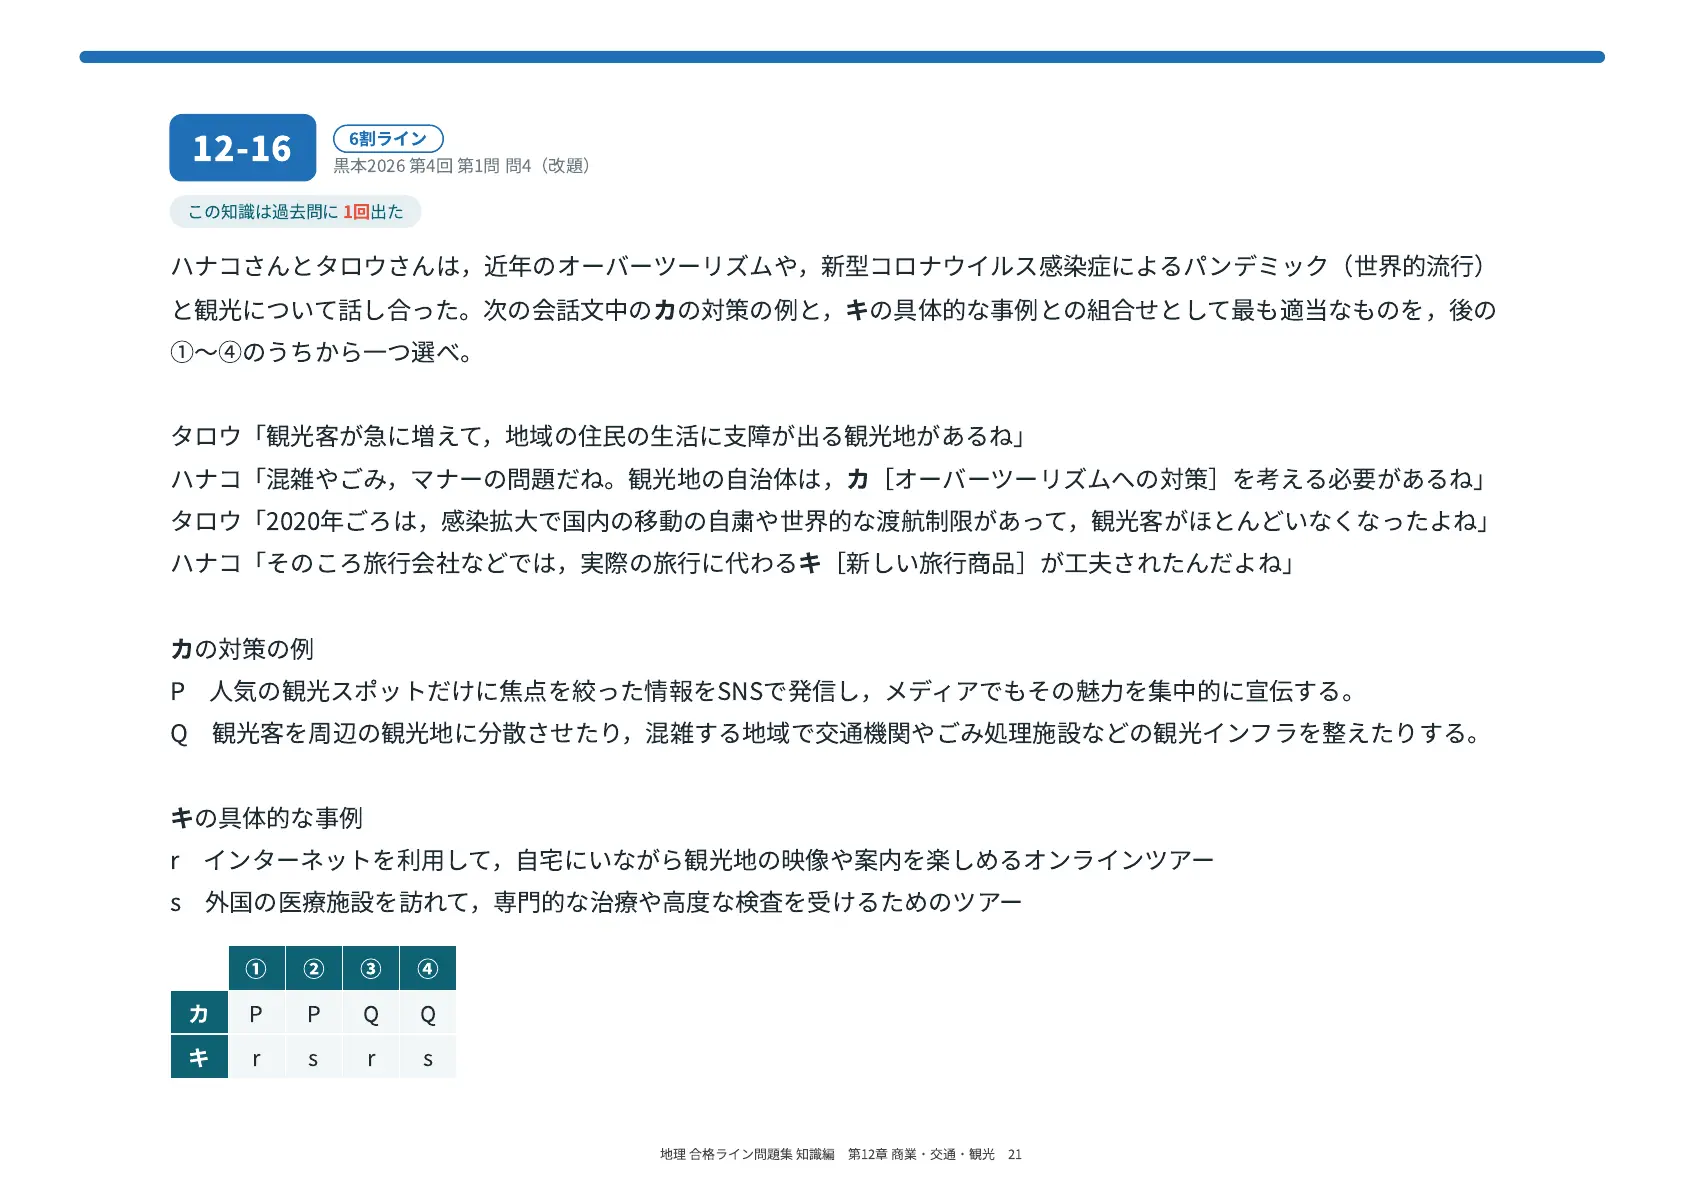 12-16
6割ライン
黒本2026 第4回 第1問 問4（改題）
この知識は過去問に 1回出た
ハナコさんとタロウさんは，近年のオーバーツーリズムや，新型コロナウイルス感染症によるパンデミック（世界的流行）
と観光について話し合った。次の会話文中のカの対策の例と，キの具体的な事例との組合せとして最も適当なものを，後の
①～④のうちから一つ選べ。
タロウ「観光客が急に増えて，地域の住民の生活に支障が出る観光地があるね」
ハナコ「混雑やごみ，マナーの問題だね。観光地の自治体は，カ［オーバーツーリズムへの対策］を考える必要があるね」
タロウ「2020年ごろは，感染拡大で国内の移動の自粛や世界的な渡航制限があって，観光客がほとんどいなくなったよね」
ハナコ「そのころ旅行会社などでは，実際の旅行に代わるキ［新しい旅行商品］が工夫されたんだよね」
カの対策の例
P　人気の観光スポットだけに焦点を絞った情報をSNSで発信し，メディアでもその魅力を集中的に宣伝する。
Q　観光客を周辺の観光地に分散させたり，混雑する地域で交通機関やごみ処理施設などの観光インフラを整えたりする。
キの具体的な事例
r　インターネットを利用して，自宅にいながら観光地の映像や案内を楽しめるオンラインツアー
s　外国の医療施設を訪れて，専門的な治療や高度な検査を受けるためのツアー
① ② ③ ④
カ P P Q Q
キ r s r s
地理 合格ライン問題集 知識編　第12章 商業・交通・観光　21